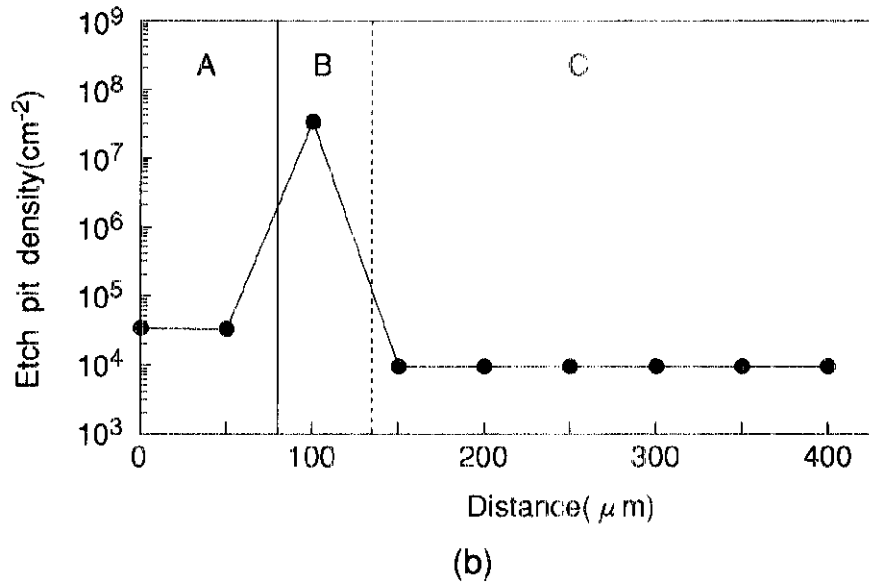 10⁹
10⁸
10⁷
10⁶
10⁵
10⁴
10³
Etch pit density(cm⁻²)
A B C
0 100 200 300 400
Distance( μm)
(b)